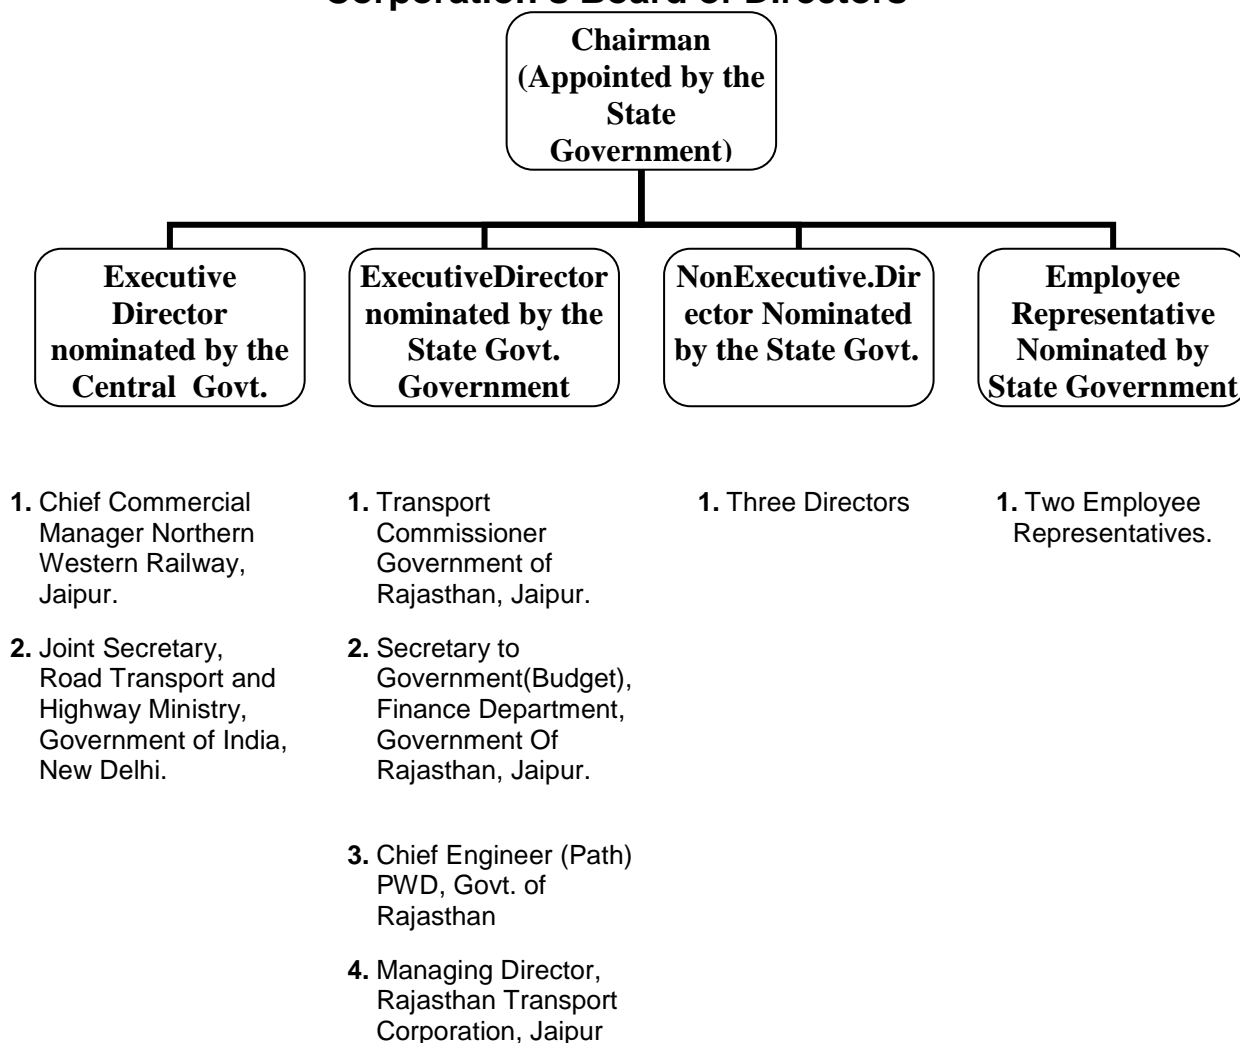 Corporation's Board of Directors
Chairman
(Appointed by the
State
Government)
Executive
Director
nominated by the
Central Govt.
ExecutiveDirector
nominated by the
State Govt.
Government
NonExecutive.Dir
ector Nominated
by the State Govt.
Employee
Representative
Nominated by
State Government
1. Chief Commercial
Manager Northern
Western Railway,
Jaipur.
2. Joint Secretary,
Road Transport and
Highway Ministry,
Government of India,
New Delhi.
1. Transport
Commissioner
Government of
Rajasthan, Jaipur.
2. Secretary to
Government(Budget),
Finance Department,
Government Of
Rajasthan, Jaipur.
3. Chief Engineer (Path)
PWD, Govt. of
Rajasthan
4. Managing Director,
Rajasthan Transport
Corporation, Jaipur
1. Three Directors
1. Two Employee
Representatives.